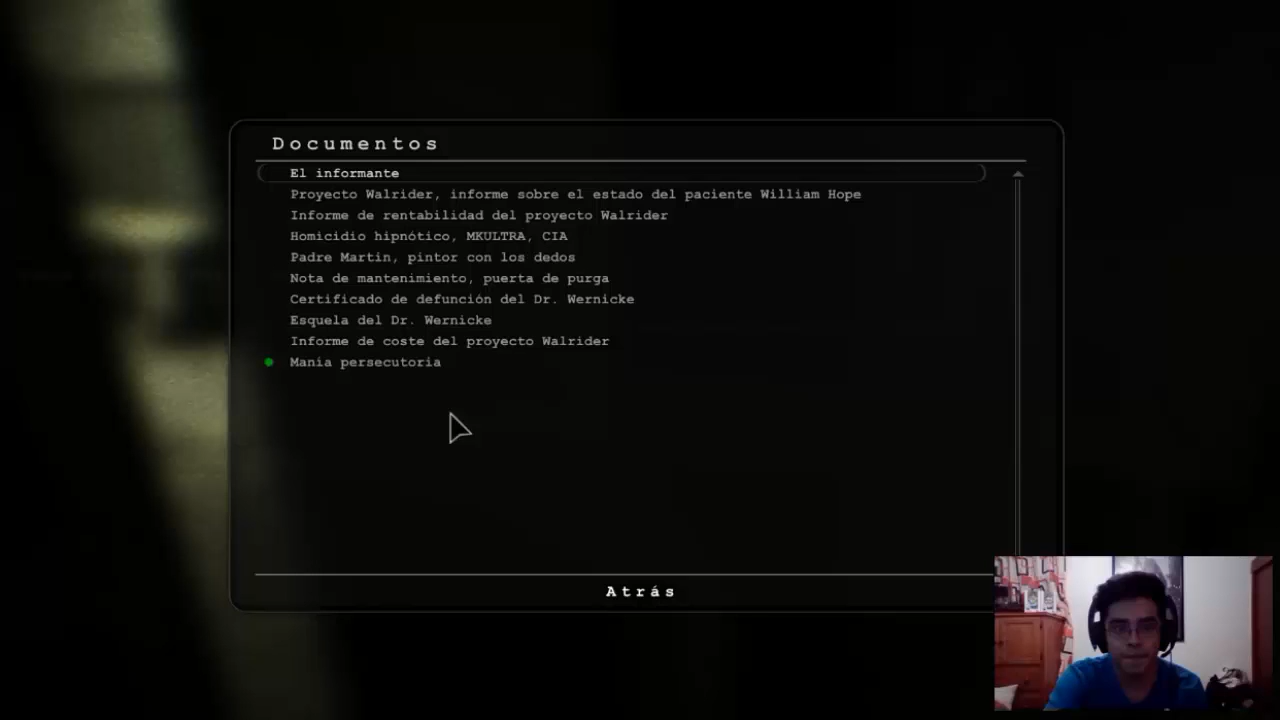 Documentos
El informante
Proyecto Walrider, informe sobre el estado del paciente William Hope
Informe de rentabilidad del proyecto Walrider
Homicidio hipnótico, MKULTRA, CIA
Padre Martin, pintor con los dedos
Nota de mantenimiento, puerta de purga
Certificado de defunción del Dr. Wernicke
Esquela del Dr. Wernicke
Informe de coste del proyecto Walrider
Manía persecutoria
Atrás